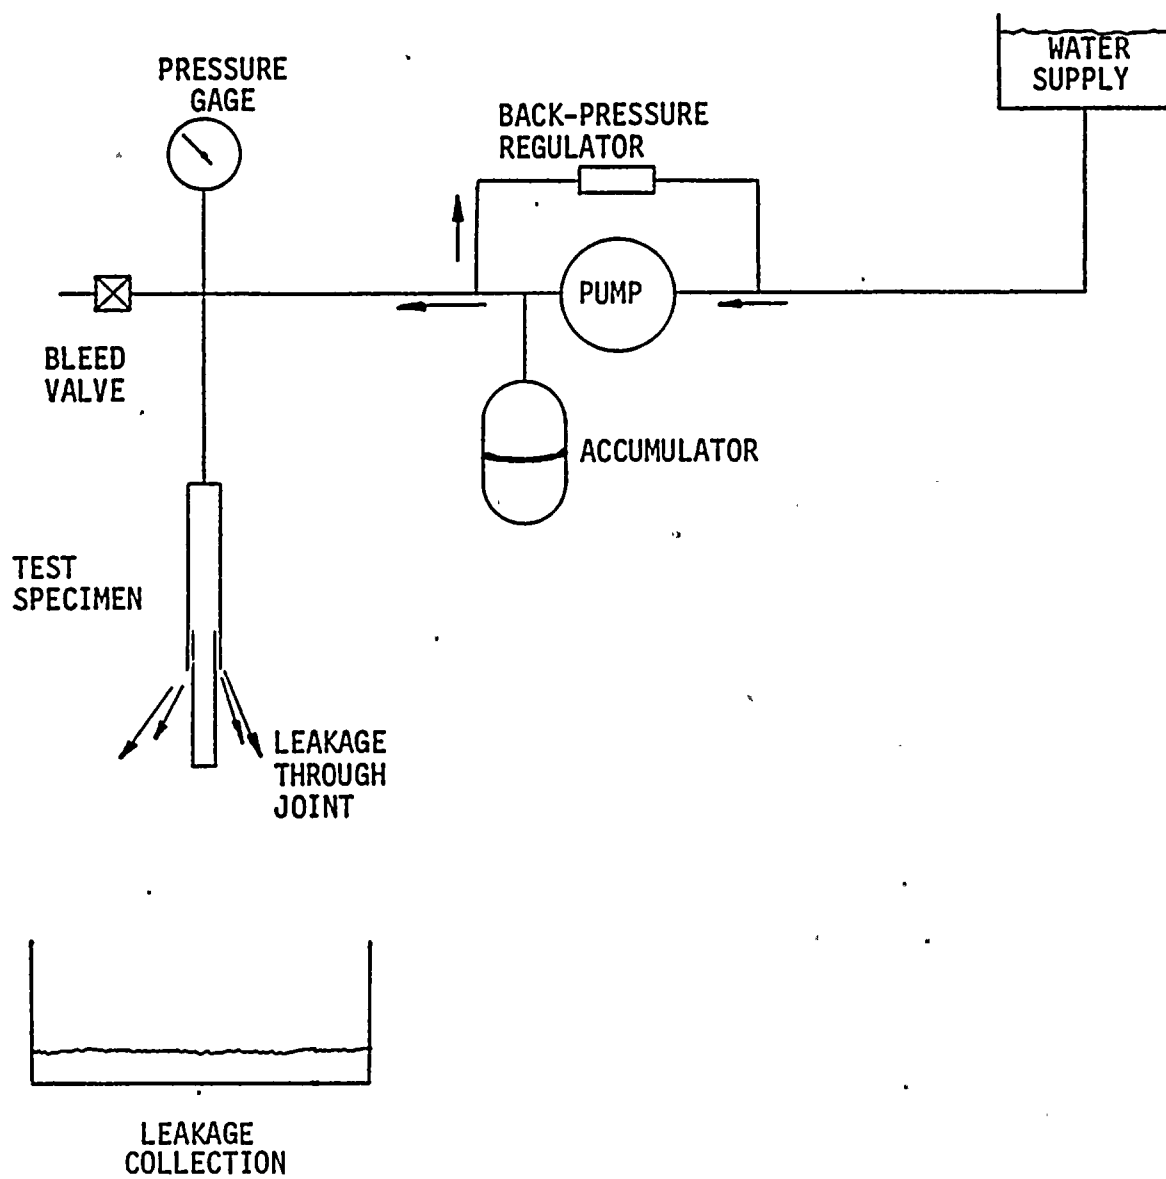 WATER
SUPPLY
PRESSURE
GAGE
BACK-PRESSURE
REGULATOR
PUMP
BLEED
VALVE
ACCUMULATOR
TEST
SPECIMEN
LEAKAGE
THROUGH
JOINT
LEAKAGE
COLLECTION